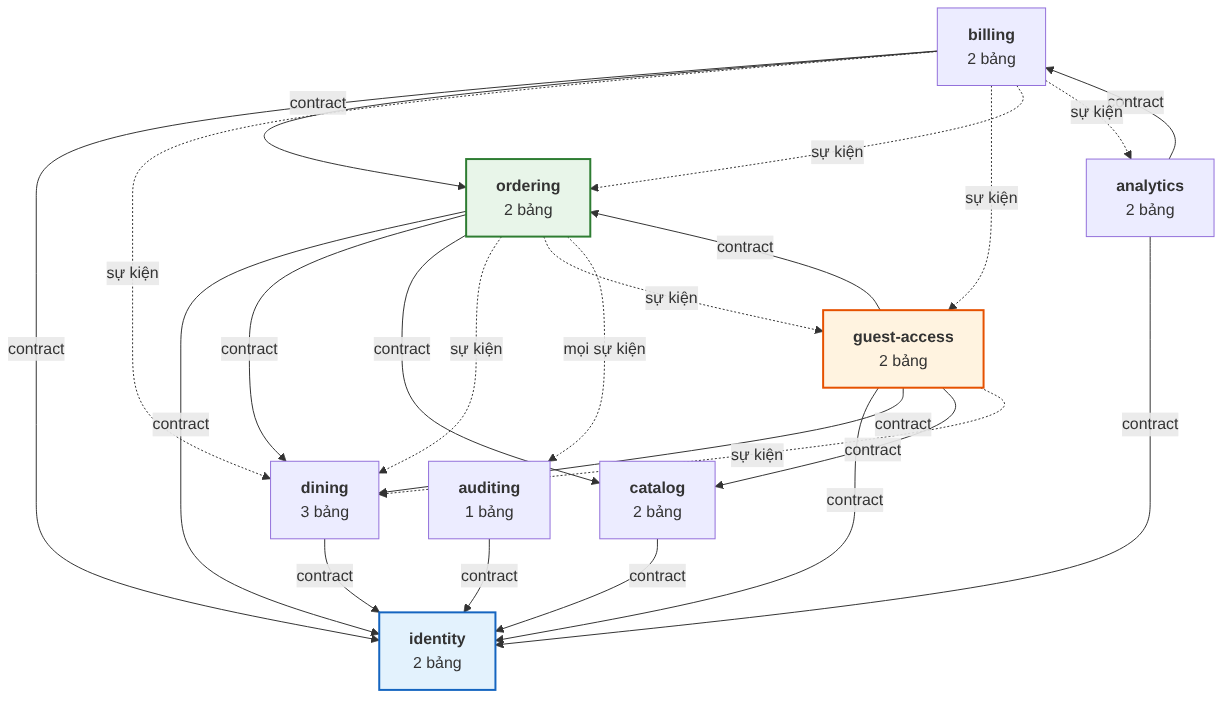 billing
2 bảng
contract
contract
sự kiện
sự kiện
ordering
2 bảng
analytics
2 bảng
sự kiện
contract
sự kiện
sự kiện
guest-access
2 bảng
contract
contract
contract
sự kiện
mọi sự kiện
contract
contract
contract
contract
sự kiện
dining
3 bảng
auditing
1 bảng
catalog
2 bảng
contract
contract
contract
contract
identity
2 bảng